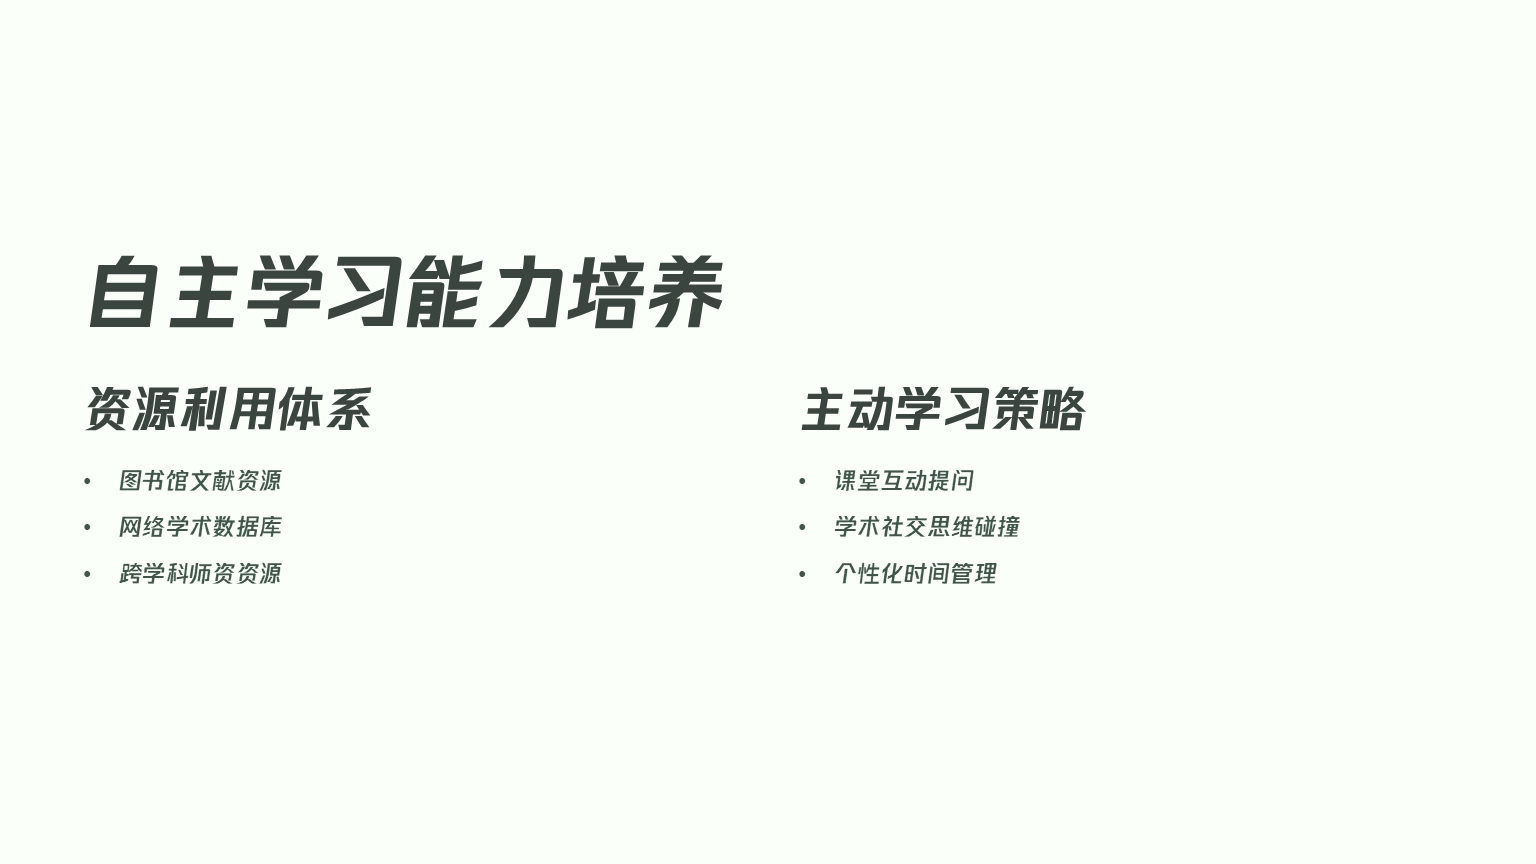 自主学习能力培养
资源利用体系
• 图书馆文献资源
• 网络学术数据库
• 跨学科师资资源
主动学习策略
• 课堂互动提问
• 学术社交思维碰撞
• 个性化时间管理